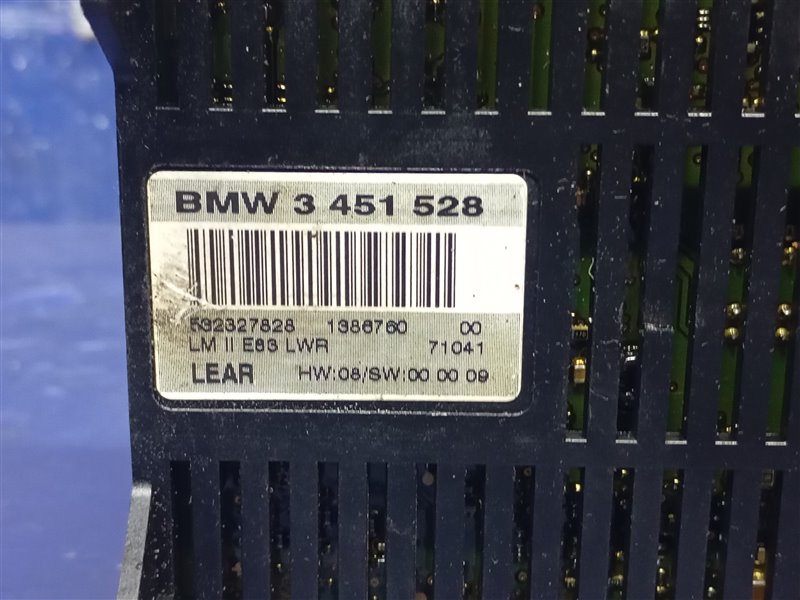 BMW 3 451 528
532327828 1386760 00
LM II E83 LWR 71041
LEAR HW:08/SW:00 00 09